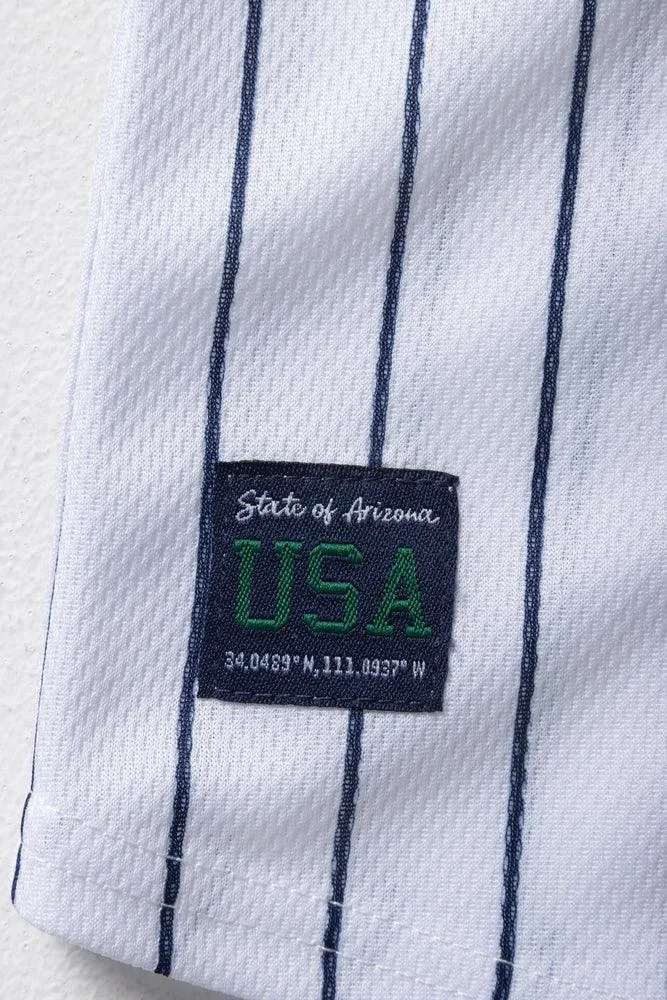 State of Arizona
USA
34.0489° N, 111.0937° W